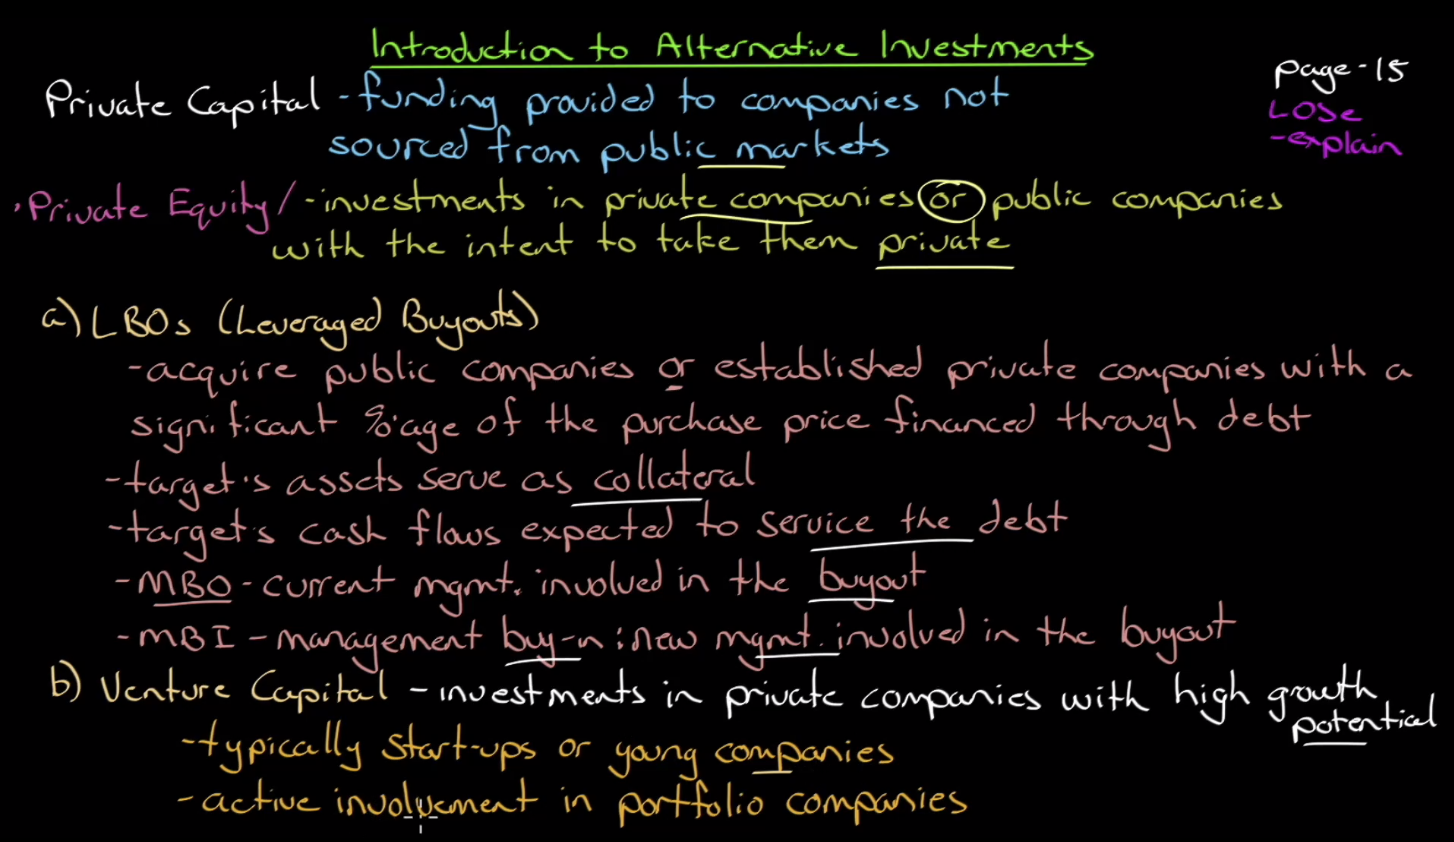 Introduction to Alternative Investments
page-15
LOSe
-explain
Private Capital - funding provided to companies not
sourced from public markets
· Private Equity / - investments in private companies or public companies
with the intent to take them private
a) LBOs (Leveraged Buyouts)
- acquire public companies or established private companies with a
significant %'age of the purchase price financed through debt
- target's assets serve as collateral
- target's cash flows expected to service the debt
- MBO - current mgmt. involved in the buyout
- MBI - management buy-in : new mgmt. involved in the buyout
b) Venture Capital - investments in private companies with high growth
potential
- typically start-ups or young companies
- active involvement in portfolio companies